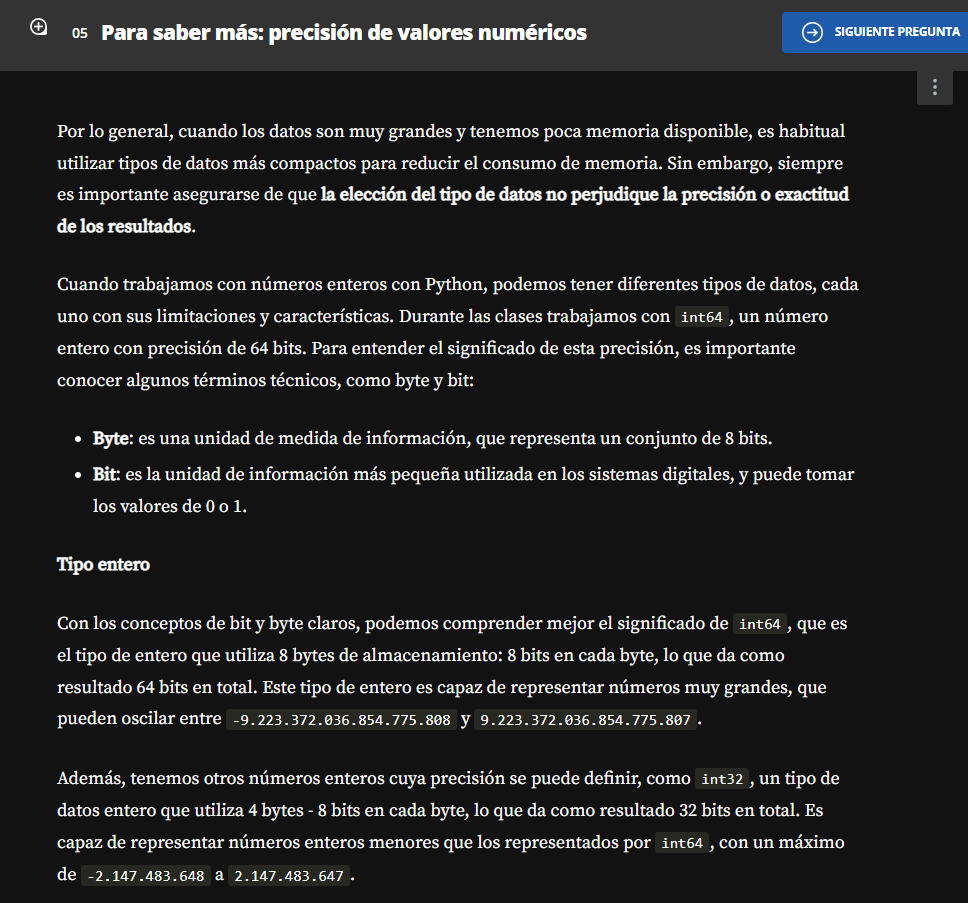 05 Para saber más: precisión de valores numéricos
SIGUIENTE PREGUNTA
Por lo general, cuando los datos son muy grandes y tenemos poca memoria disponible, es habitual
utilizar tipos de datos más compactos para reducir el consumo de memoria. Sin embargo, siempre
es importante asegurarse de que la elección del tipo de datos no perjudique la precisión o exactitud
de los resultados.
Cuando trabajamos con números enteros con Python, podemos tener diferentes tipos de datos, cada
uno con sus limitaciones y características. Durante las clases trabajamos con int64, un número
entero con precisión de 64 bits. Para entender el significado de esta precisión, es importante
conocer algunos términos técnicos, como byte y bit:
• Byte: es una unidad de medida de información, que representa un conjunto de 8 bits.
• Bit: es la unidad de información más pequeña utilizada en los sistemas digitales, y puede tomar
los valores de 0 o 1.
Tipo entero
Con los conceptos de bit y byte claros, podemos comprender mejor el significado de int64, que es
el tipo de entero que utiliza 8 bytes de almacenamiento: 8 bits en cada byte, lo que da como
resultado 64 bits en total. Este tipo de entero es capaz de representar números muy grandes, que
pueden oscilar entre -9.223.372.036.854.775.808 y 9.223.372.036.854.775.807.
Además, tenemos otros números enteros cuya precisión se puede definir, como int32, un tipo de
datos entero que utiliza 4 bytes - 8 bits en cada byte, lo que da como resultado 32 bits en total. Es
capaz de representar números enteros menores que los representados por int64, con un máximo
de -2.147.483.648 a 2.147.483.647.